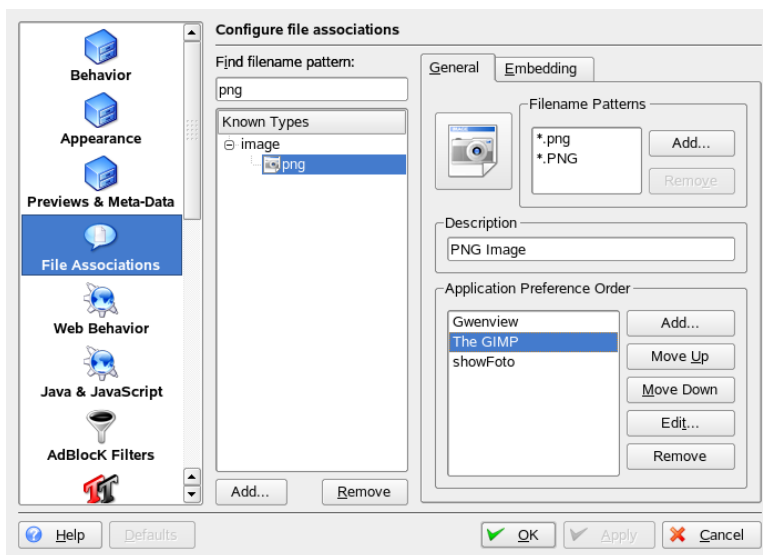 Configure file associations
Behavior
Appearance
Previews & Meta-Data
File Associations
Web Behavior
Java & JavaScript
AdBlocK Filters
Find filename pattern:
png
Known Types
image
png
Add...
Remove
General
Embedding
Filename Patterns
*.png
*.PNG
Add...
Remove
Description
PNG Image
Application Preference Order
Gwenview
The GIMP
showFoto
Add...
Move Up
Move Down
Edit...
Remove
Help
Defaults
OK
Apply
Cancel